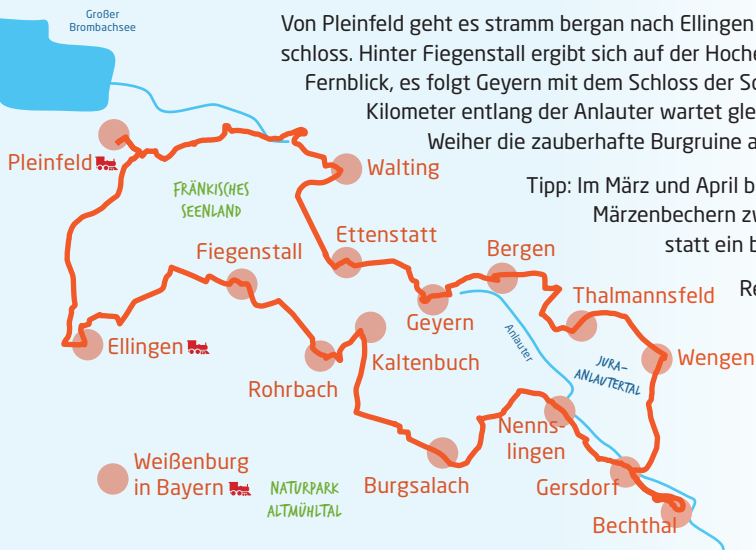 Großer
Brombachsee
Von Pleinfeld geht es stramm bergan nach Ellingen
schloss. Hinter Fiegenstall ergibt sich auf der Hoche
Fernblick, es folgt Geyern mit dem Schloss der Sc
Kilometer entlang der Anlauter wartet gle
Weiher die zauberhafte Burgruine a
Tipp: Im März und April b
Märzenbechern zw
statt ein b
Re
Pleinfeld
Walting
FRÄNKISCHES
SEENLAND
Ettenstatt
Fiegenstall
Bergen
Thalmannsfeld
Geyern
Anlauter
Ellingen
Kaltenbuch
Wengen
JURA-
ANLAUTERTAL
Rohrbach
Nenns-
lingen
Weißenburg
in Bayern
NATURPARK
ALTMÜHLTAL
Burgsalach
Gersdorf
Bechthal